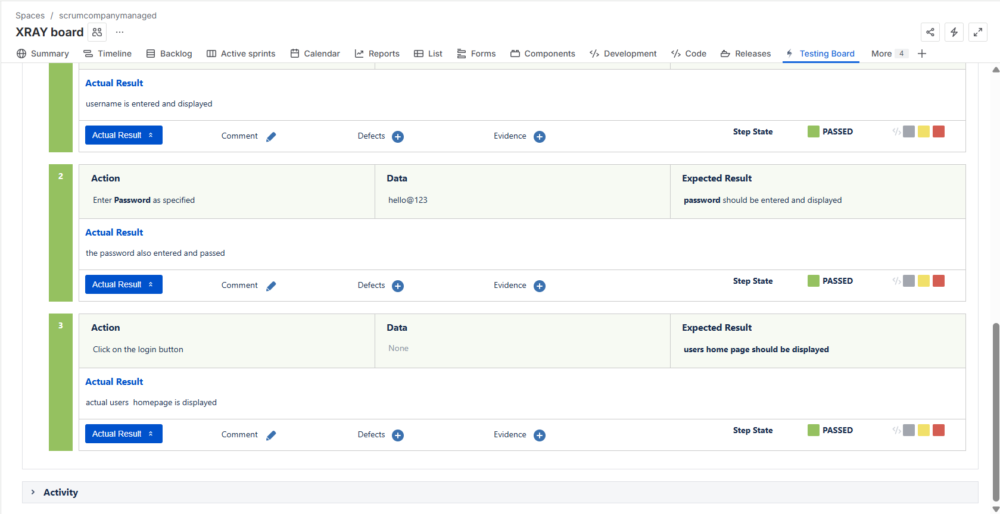 Spaces / scrumcompanymanaged
XRAY board
Summary Timeline Backlog Active sprints Calendar Reports List Forms Components Development Code Releases Testing Board More 4
Actual Result
username is entered and displayed
Actual Result Comment Defects Evidence Step State PASSED
2 Action Data Expected Result
Enter Password as specified hello@123 password should be entered and displayed
Actual Result
the password also entered and passed
Actual Result Comment Defects Evidence Step State PASSED
3 Action Data Expected Result
Click on the login button None users home page should be displayed
Actual Result
actual users  homepage is displayed
Actual Result Comment Defects Evidence Step State PASSED
Activity